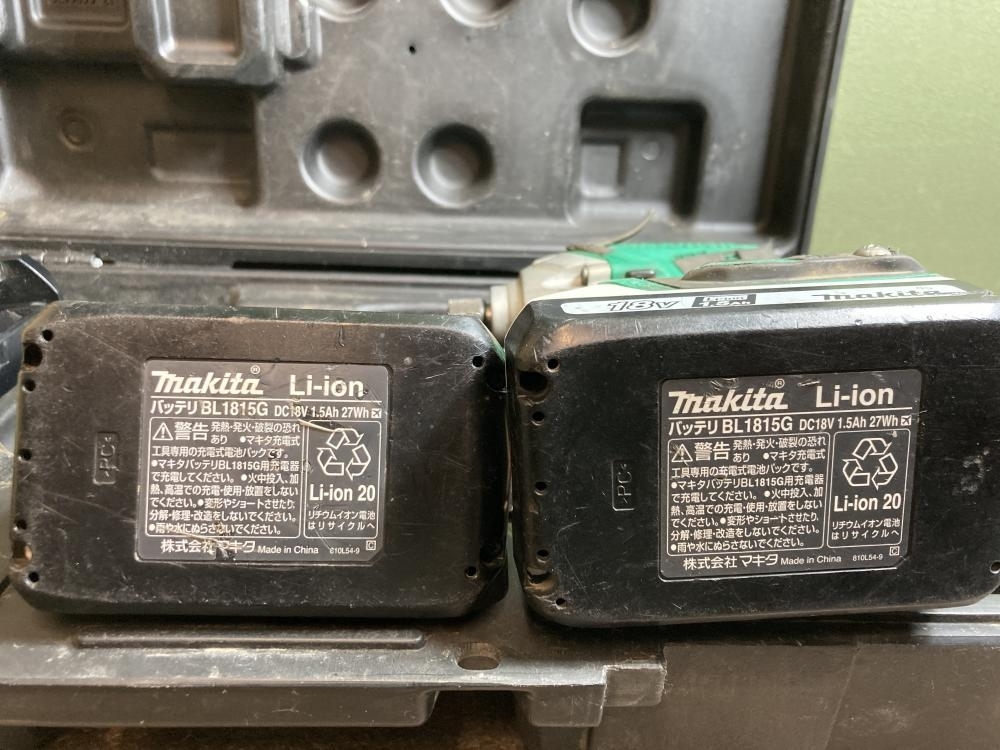 18V Li-ion 1.5Ah makita
makita® Li-ion
バッテリ BL1815G DC18V 1.5Ah 27Wh
警告 発熱・発火・破裂の恐れ
あり ●マキタ充電式
工具専用の充電式電池パックです。
●マキタバッテリBL1815G用充電器
で充電してください。●火中投入、加
熱、高温での充電・使用・放置をしない
でください。●変形やショートさせたり、
分解・修理・改造をしないでください。
●雨や水にぬらさないでください。
Li-ion 20
リチウムイオン電池
はリサイクルへ
株式会社 マキタ Made in China 810L54-9 C
>PC<
makita® Li-ion
バッテリ BL1815G DC18V 1.5Ah 27Wh
警告 発熱・発火・破裂の恐れ
あり ●マキタ充電式
工具専用の充電式電池パックです。
●マキタバッテリBL1815G用充電器
で充電してください。●火中投入、加
熱、高温での充電・使用・放置をしない
でください。●変形やショートさせたり、
分解・修理・改造をしないでください。
●雨や水にぬらさないでください。
Li-ion 20
リチウムイオン電池
はリサイクルへ
株式会社 マキタ Made in China 810L54-9 C
>PC<